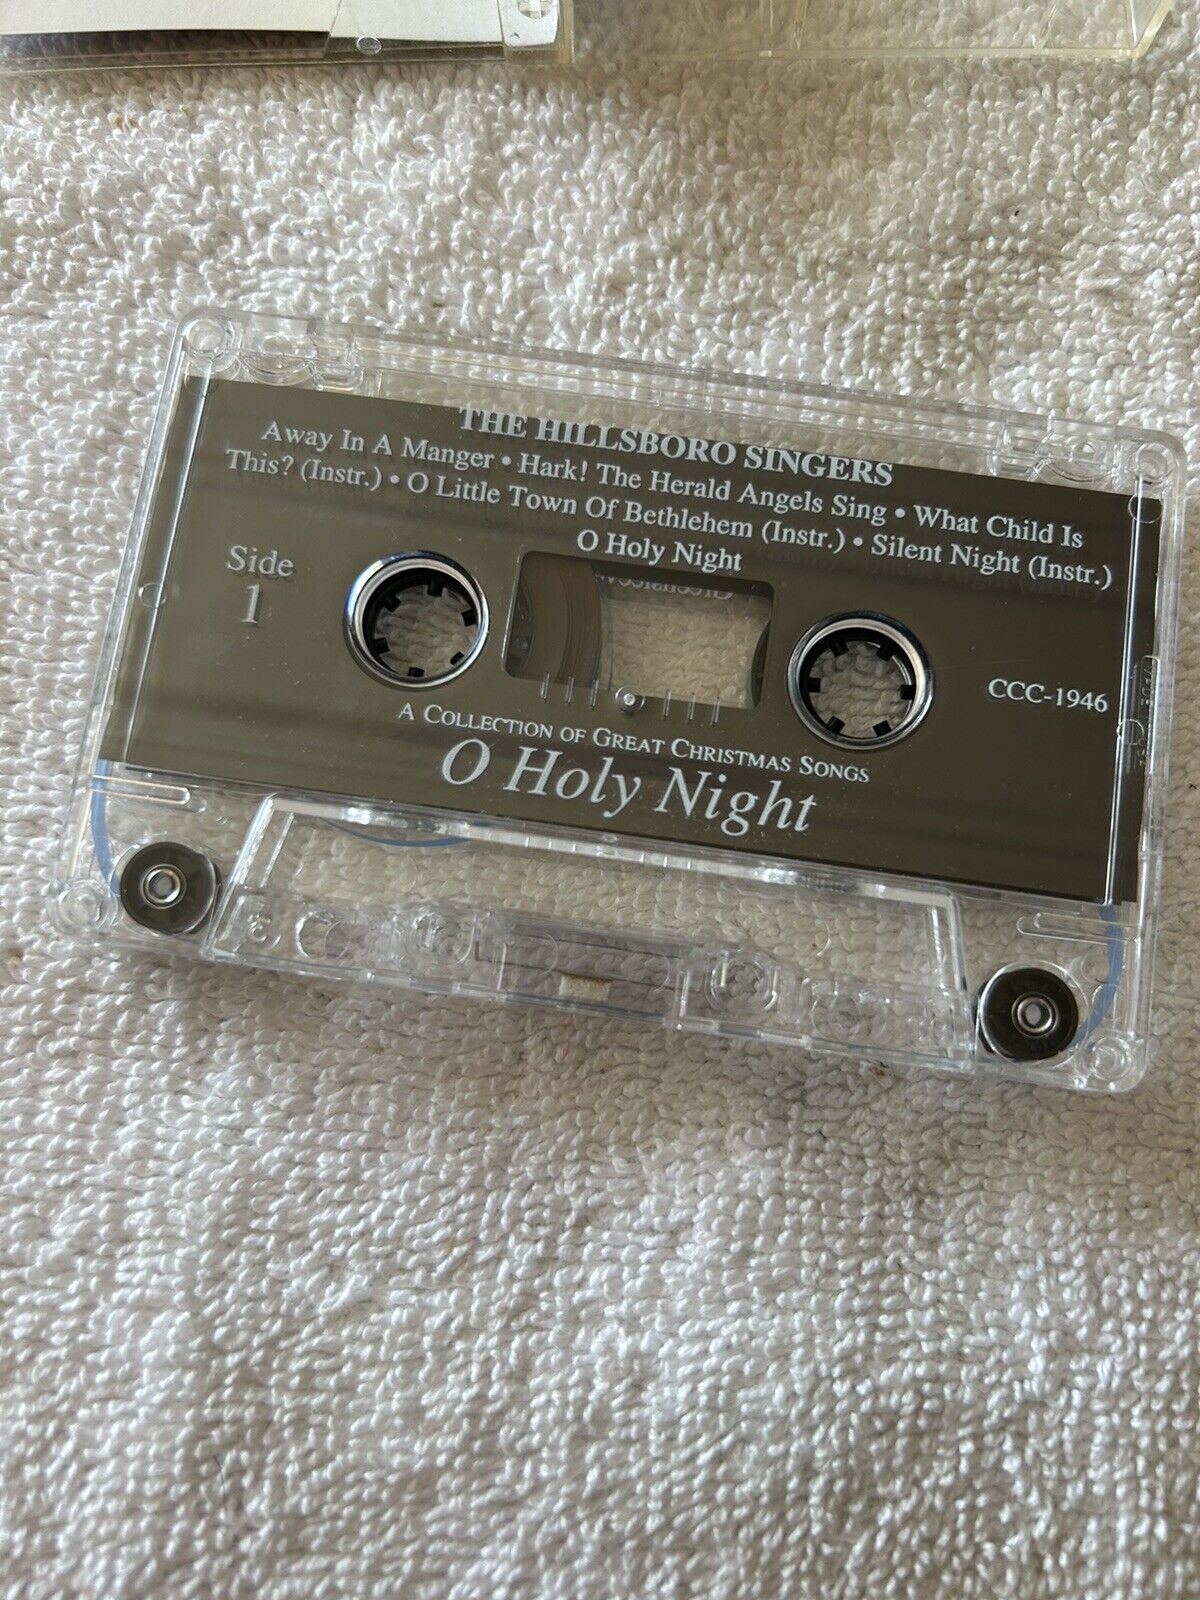 THE HILLSBORO SINGERS
Away In A Manger • Hark! The Herald Angels Sing • What Child Is
This? (Instr.) • O Little Town Of Bethlehem (Instr.) • Silent Night (Instr.)
O Holy Night
Side
1
CCC-1946
A COLLECTION OF GREAT CHRISTMAS SONGS
O Holy Night